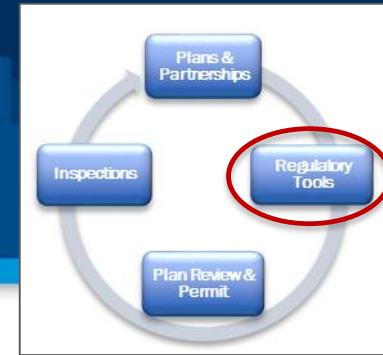 Plans &
Partnerships
Inspections
Regulatory
Tools
Plan Review &
Permit